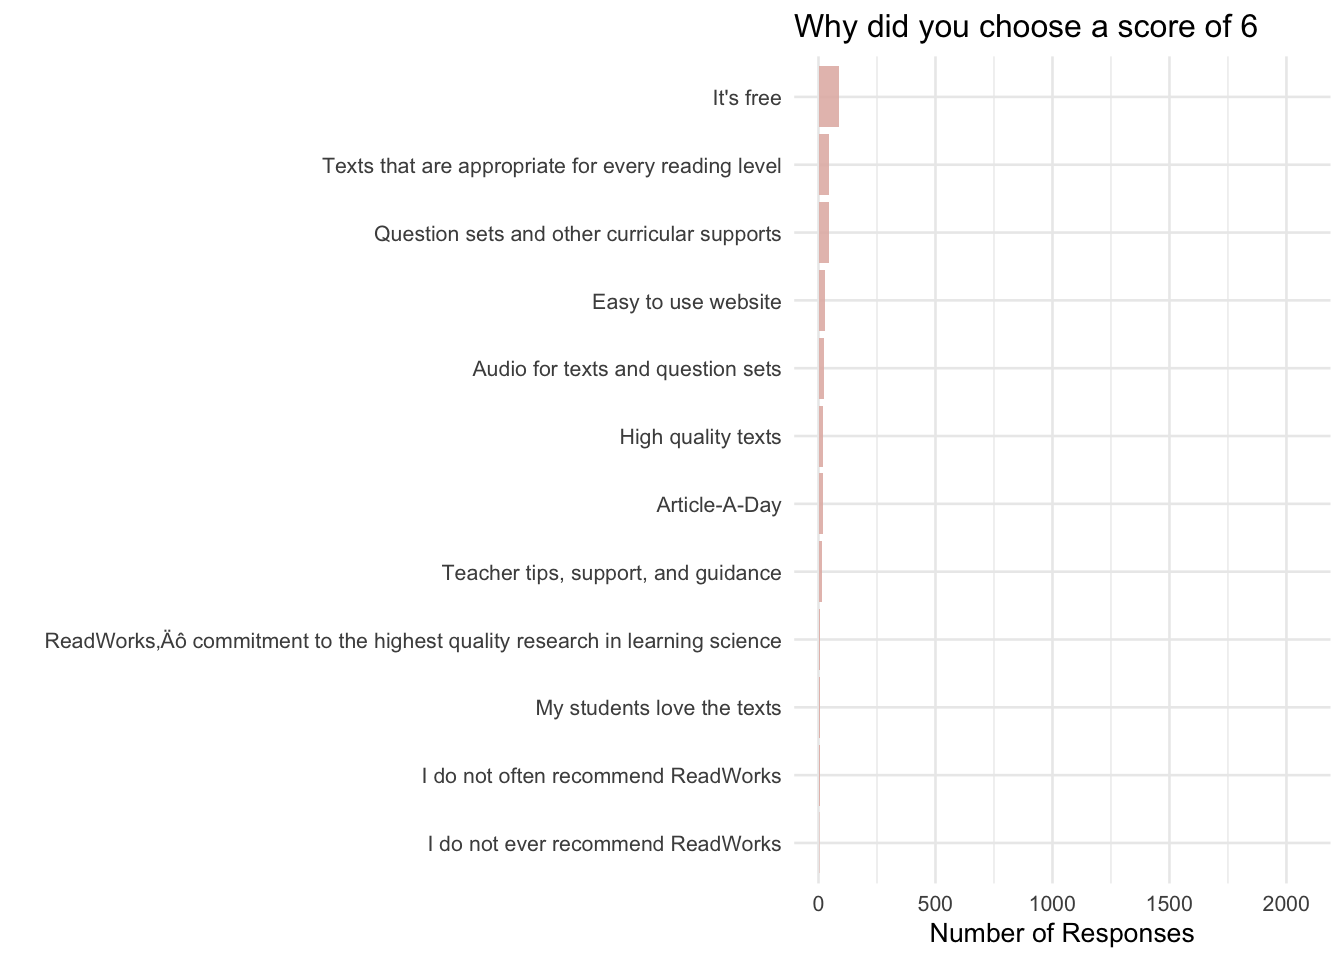 Why did you choose a score of 6
It's free
Texts that are appropriate for every reading level
Question sets and other curricular supports
Easy to use website
Audio for texts and question sets
High quality texts
Article-A-Day
Teacher tips, support, and guidance
ReadWorks‚Äô commitment to the highest quality research in learning science
My students love the texts
I do not often recommend ReadWorks
I do not ever recommend ReadWorks
0 500 1000 1500 2000
Number of Responses